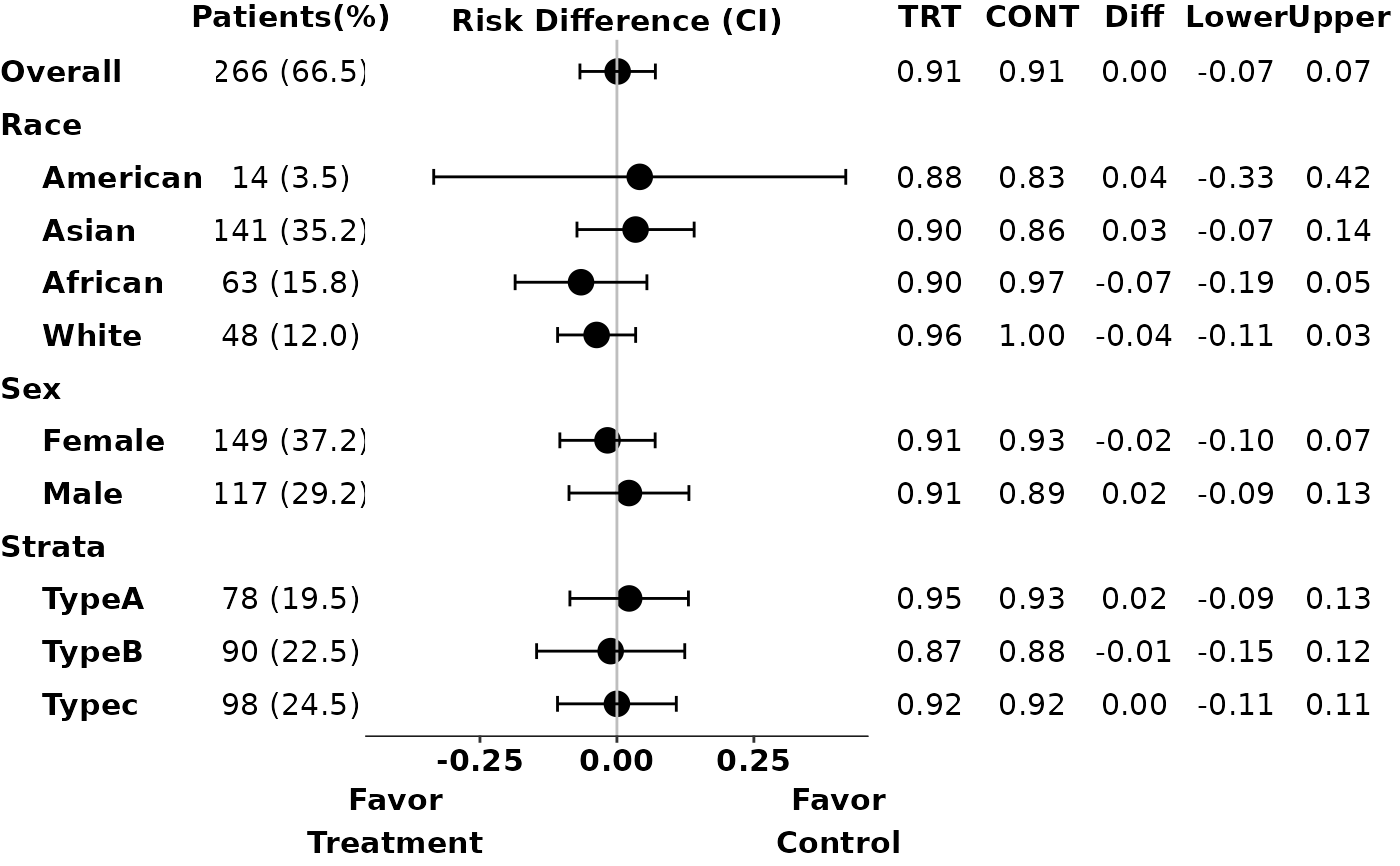 Patients(%) Risk Difference (CI) TRT CONT Diff Lower Upper
Overall 266 (66.5) 0.91 0.91 0.00 -0.07 0.07
Race
American 14 (3.5) 0.88 0.83 0.04 -0.33 0.42
Asian 141 (35.2) 0.90 0.86 0.03 -0.07 0.14
African 63 (15.8) 0.90 0.97 -0.07 -0.19 0.05
White 48 (12.0) 0.96 1.00 -0.04 -0.11 0.03
Sex
Female 149 (37.2) 0.91 0.93 -0.02 -0.10 0.07
Male 117 (29.2) 0.91 0.89 0.02 -0.09 0.13
Strata
TypeA 78 (19.5) 0.95 0.93 0.02 -0.09 0.13
TypeB 90 (22.5) 0.87 0.88 -0.01 -0.15 0.12
Typec 98 (24.5) 0.92 0.92 0.00 -0.11 0.11
-0.25 0.00 0.25
Favor Favor
Treatment Control